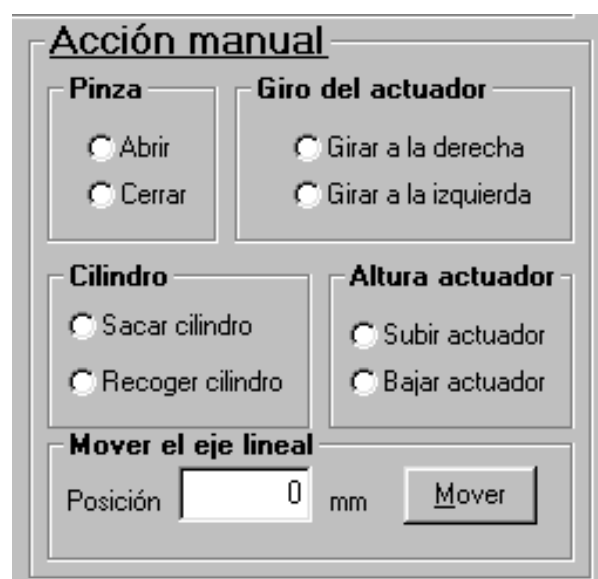 Acción manual
Pinza
Abrir
Cerrar
Giro del actuador
Girar a la derecha
Girar a la izquierda
Cilindro
Sacar cilindro
Recoger cilindro
Altura actuador
Subir actuador
Bajar actuador
Mover el eje lineal
Posición 0 mm Mover